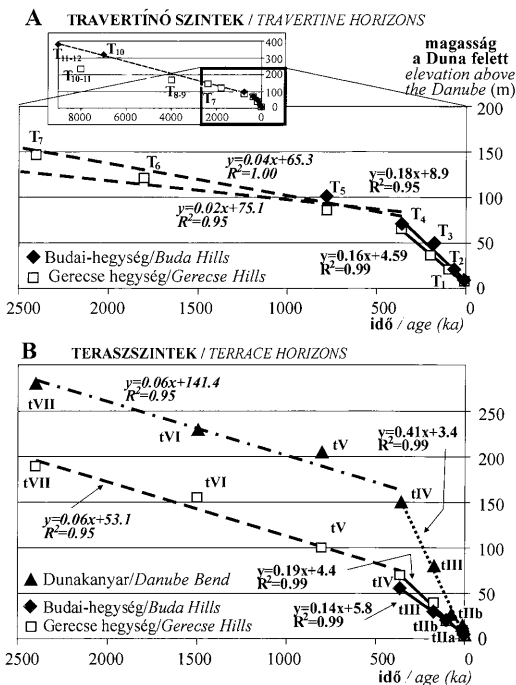 A TRAVERTÍNÓ SZINTEK / TRAVERTINE HORIZONS
magasság
a Duna felett
elevation above
the Danube (m)
T11-12
T10
T10-11
T8-9
T7
400
300
200
100
0
8000 6000 4000 2000 0
200
150
100
50
0
T7
T6
T5
T4
T3
T2
T1
y=0.04x+65.3
R²=1.00
y=0.18x+8.9
R²=0.95
y=0.02x+75.1
R²=0.95
y=0.16x+4.59
R²=0.99
Budai-hegység/Buda Hills
Gerecse hegység/Gerecse Hills
2500 2000 1500 1000 500 0
idő / age (ka)
B TERASZSZINTEK / TERRACE HORIZONS
y=0.06x+141.4
R²=0.95
tVII
tVI
tV
tIV
y=0.41x+3.4
R²=0.99
250
200
150
100
50
0
tVII
tVI
tV
y=0.06x+53.1
R²=0.95
y=0.19x+4.4
R²=0.99
tIV
tIII
y=0.14x+5.8
R²=0.99
tIII
tIIb
tIIb
tIIa
Dunakanyar/Danube Bend
Budai-hegység/Buda Hills
Gerecse hegység/Gerecse Hills
2500 2000 1500 1000 500 0
idő / age (ka)